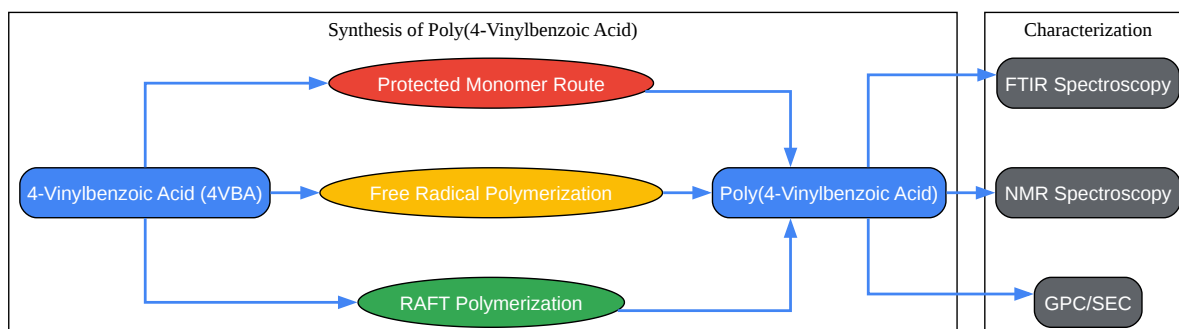 Synthesis of Poly(4-Vinylbenzoic Acid)
Characterization
Protected Monomer Route
FTIR Spectroscopy
4-Vinylbenzoic Acid (4VBA)
Free Radical Polymerization
Poly(4-Vinylbenzoic Acid)
NMR Spectroscopy
RAFT Polymerization
GPC/SEC